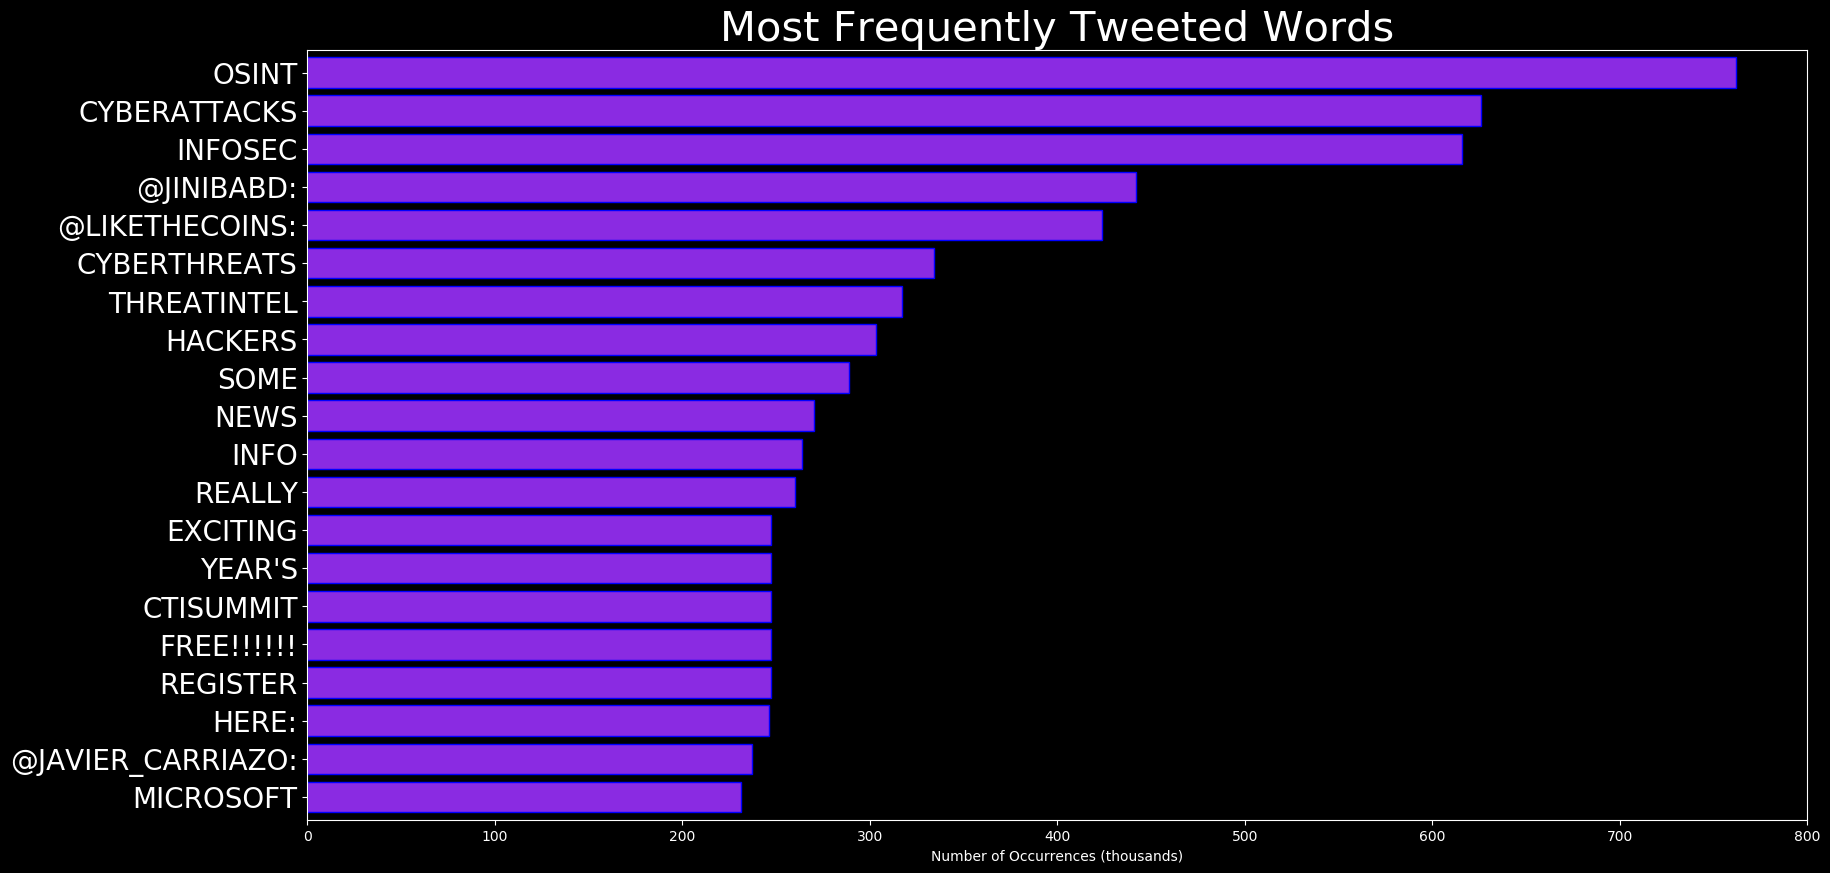 Most Frequently Tweeted Words
OSINT
CYBERATTACKS
INFOSEC
@JINIBABD:
@LIKETHECOINS:
CYBERTHREATS
THREATINTEL
HACKERS
SOME
NEWS
INFO
REALLY
EXCITING
YEAR'S
CTISUMMIT
FREE!!!!!!
REGISTER
HERE:
@JAVIER_CARRIAZO:
MICROSOFT
0 100 200 300 400 500 600 700 800
Number of Occurrences (thousands)